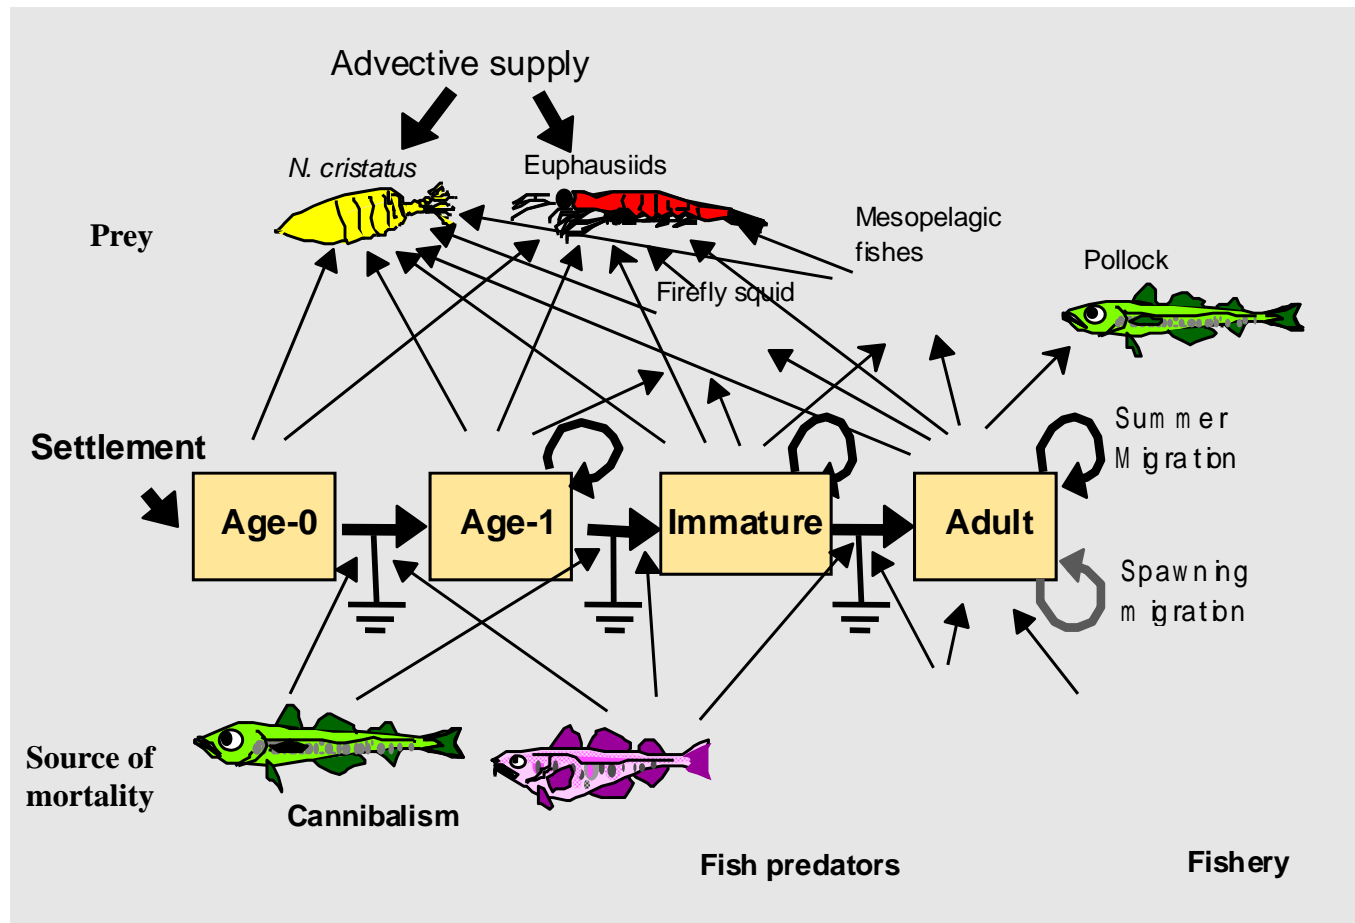 Advective supply
N. cristatus
Euphausiids
Prey
Mesopelagic
fishes
Firefly squid
Pollock
Settlement
Summer
Migration
Age-0
Age-1
Immature
Adult
Spawning
migration
Source of
mortality
Cannibalism
Fish predators
Fishery